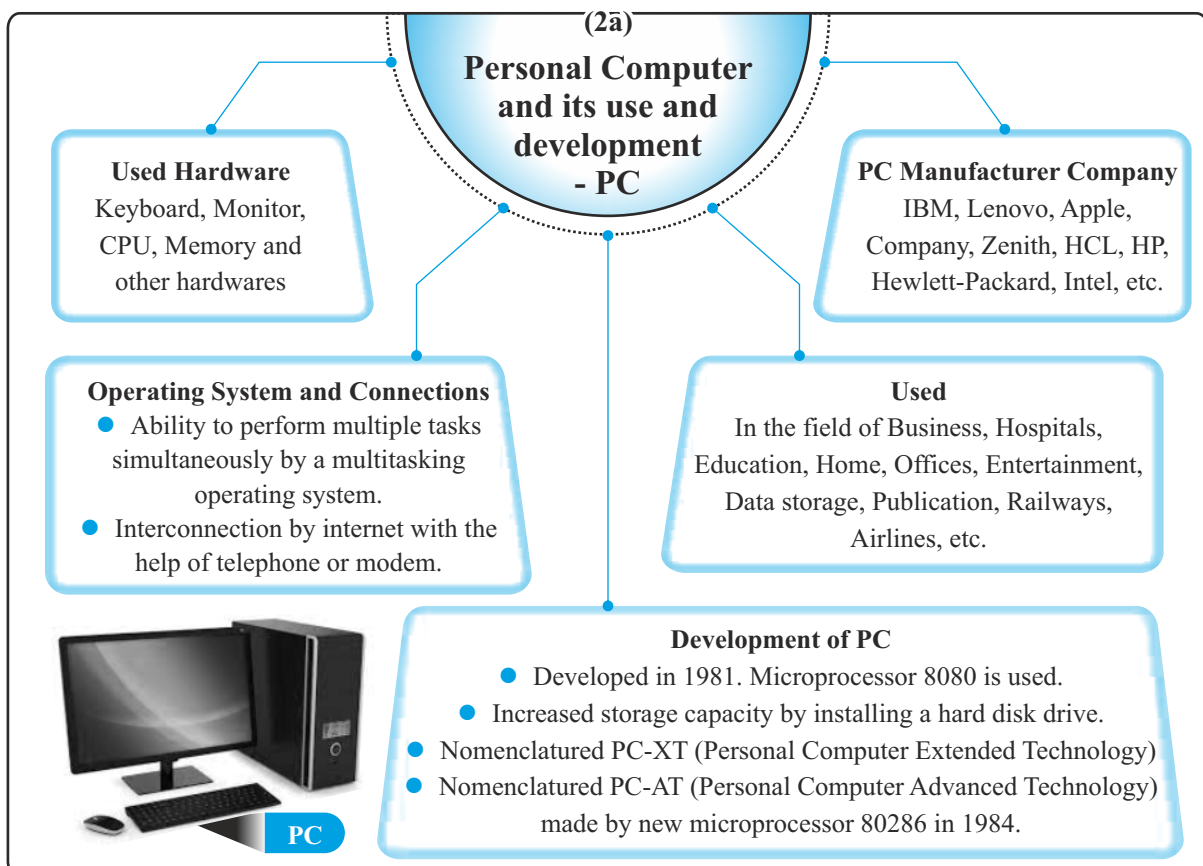 (2a)
Personal Computer
and its use and
development
- PC
Used Hardware
Keyboard, Monitor,
CPU, Memory and
other hardwares
PC Manufacturer Company
IBM, Lenovo, Apple,
Company, Zenith, HCL, HP,
Hewlett-Packard, Intel, etc.
Operating System and Connections
● Ability to perform multiple tasks
simultaneously by a multitasking
operating system.
● Interconnection by internet with the
help of telephone or modem.
Used
In the field of Business, Hospitals,
Education, Home, Offices, Entertainment,
Data storage, Publication, Railways,
Airlines, etc.
Development of PC
● Developed in 1981. Microprocessor 8080 is used.
● Increased storage capacity by installing a hard disk drive.
● Nomenclatured PC-XT (Personal Computer Extended Technology)
● Nomenclatured PC-AT (Personal Computer Advanced Technology)
made by new microprocessor 80286 in 1984.
PC